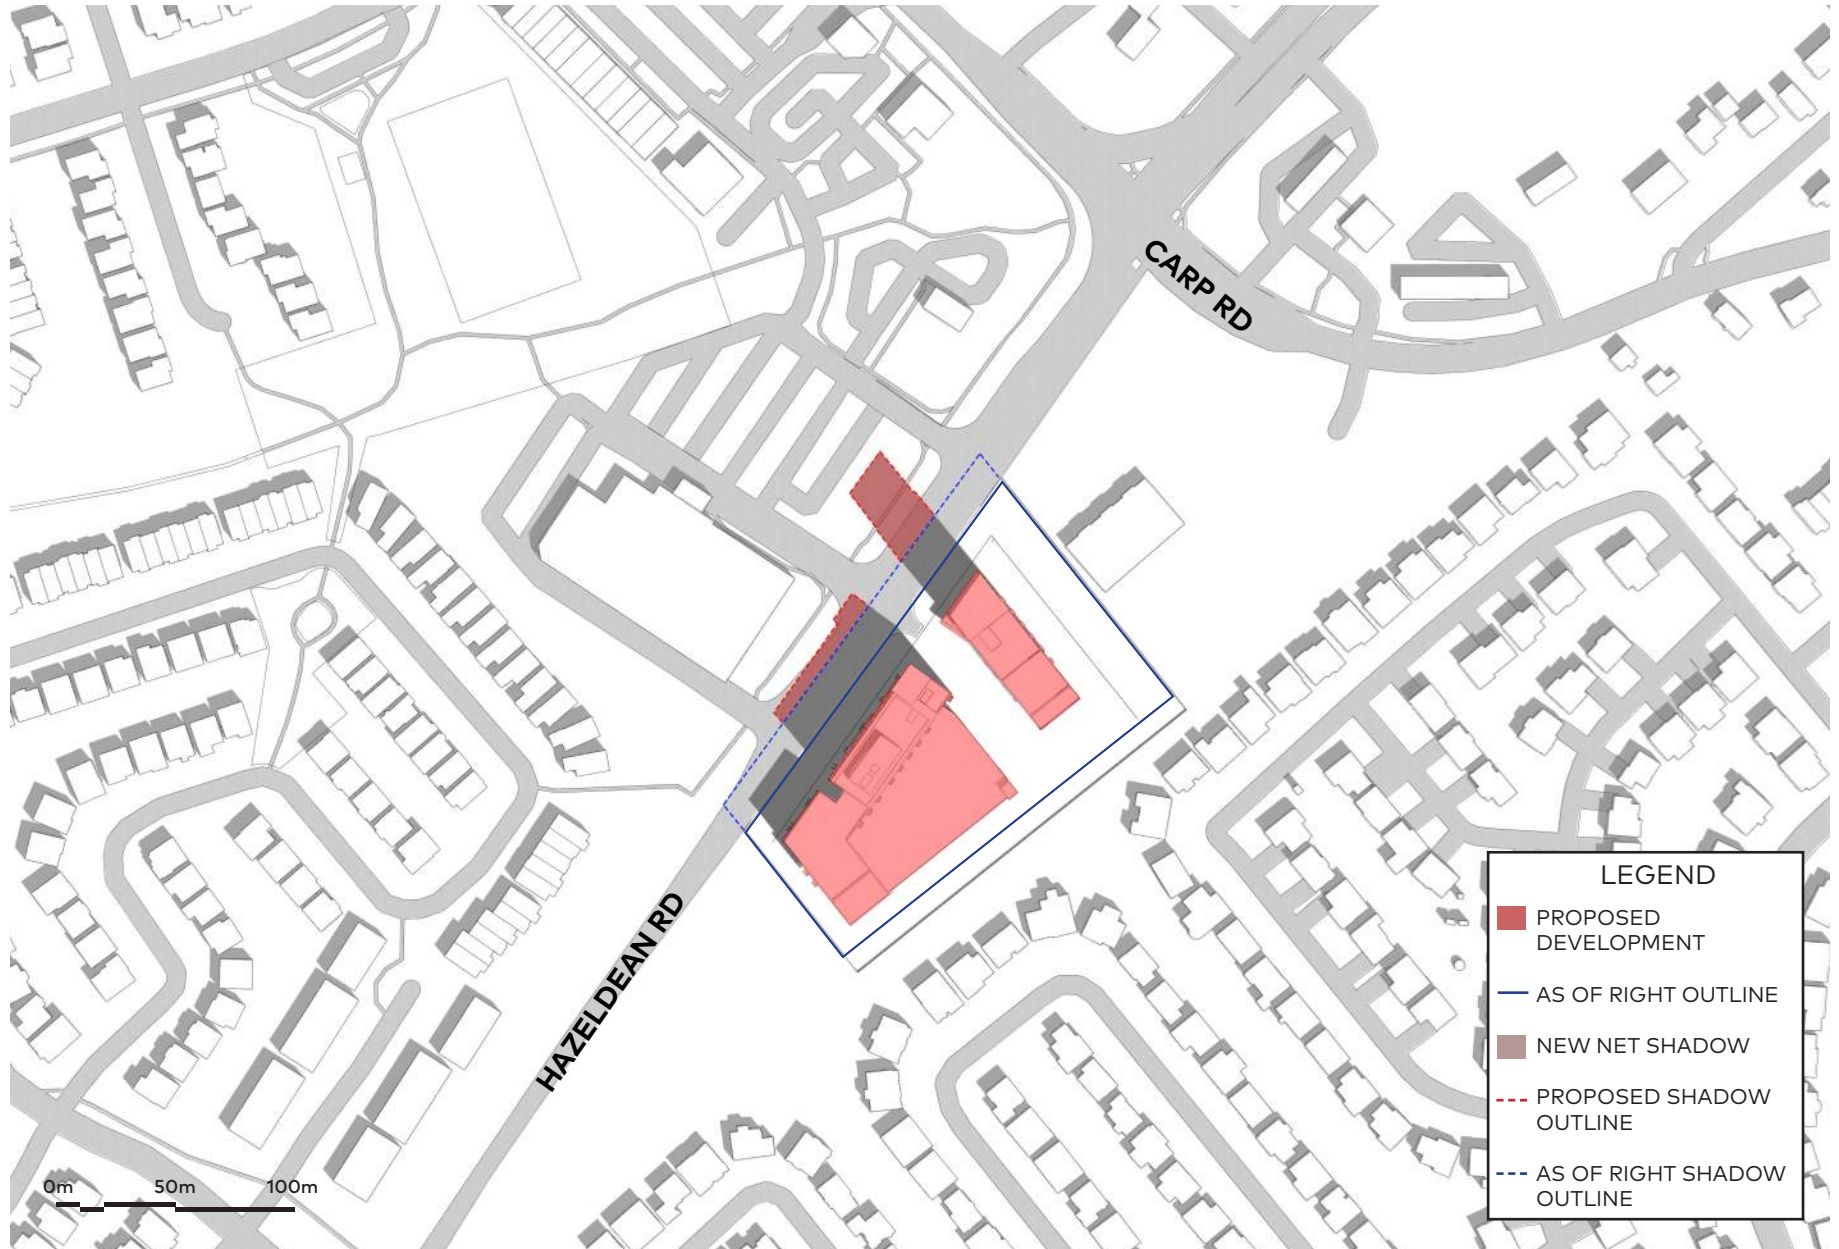 CARP RD
HAZELDEAN RD
LEGEND
PROPOSED
DEVELOPMENT
AS OF RIGHT OUTLINE
NEW NET SHADOW
PROPOSED SHADOW
OUTLINE
AS OF RIGHT SHADOW
OUTLINE
0m 50m 100m